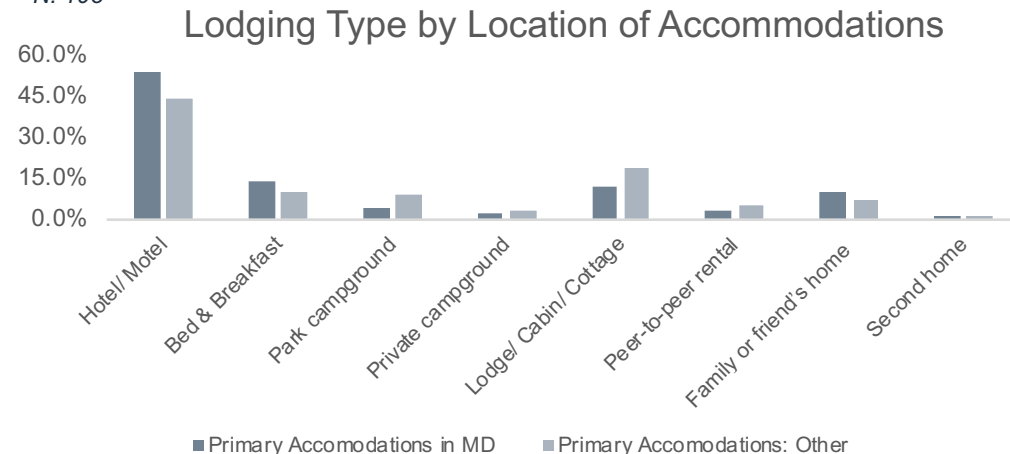 Lodging Type by Location of Accommodations
60.0%
45.0%
30.0%
15.0%
0.0%
Hotel/ Motel
Bed & Breakfast
Park campground
Private campground
Lodge/ Cabin/ Cottage
Peer-to-peer rental
Family or friend's home
Second home
Primary Accomodations in MD
Primary Accomodations: Other